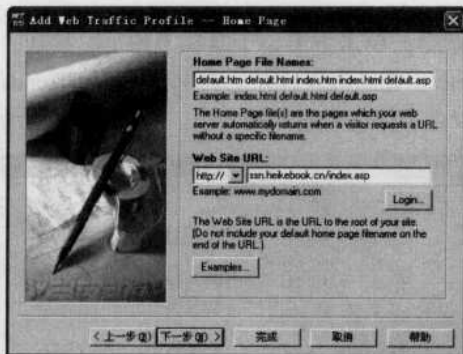 Add Web Traffic Profile -- Home Page
Home Page File Names:
default.htm default.html index.htm index.html default.asp
Example: index.html default.html default.asp
The Home Page file(s) are the pages which your web
server automatically returns when a visitor requests a URL
without a specific filename.
Web Site URL:
http:// ssn.heikebook.cn/index.asp
Example: www.mydomain.com
Login...
The Web Site URL is the URL to the root of your site.
(Do not include your default home page filename on the
end of the URL.)
Examples...
<上一步(B) 下一步(N)> 完成 取消 帮助